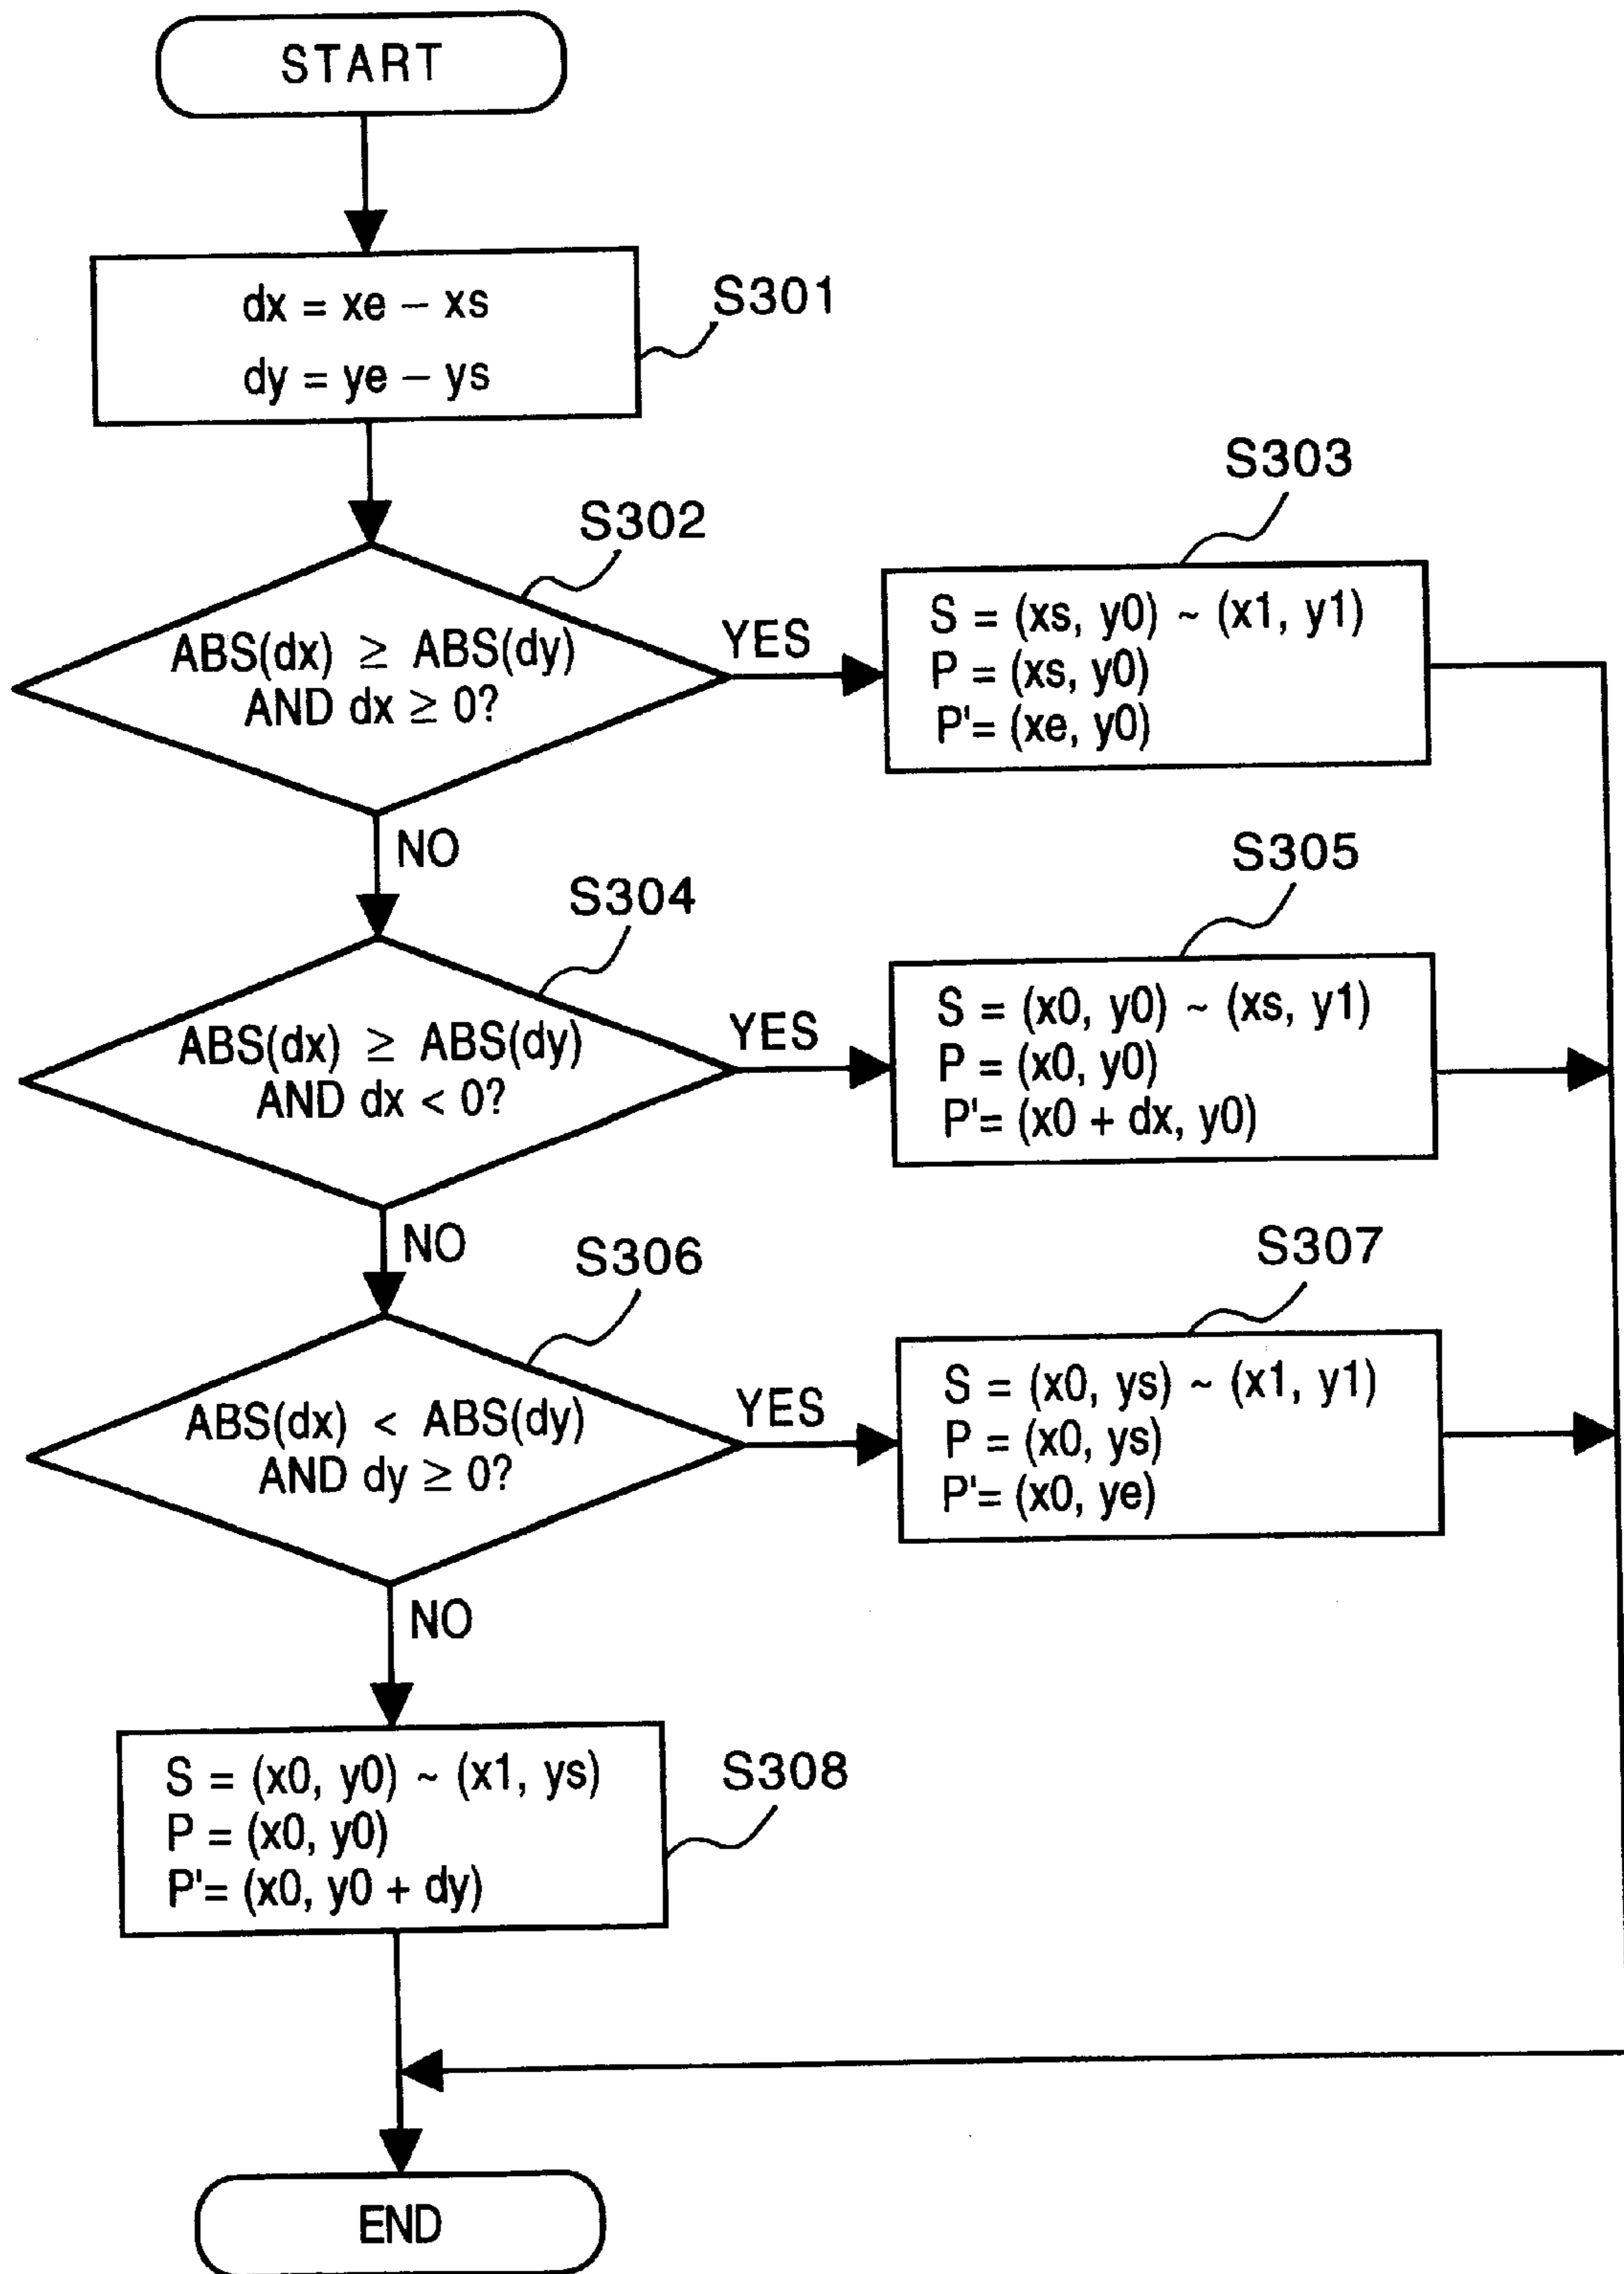 START
dx = xe – xs
dy = ye – ys
S301
S302
ABS(dx) ≥ ABS(dy)
AND dx ≥ 0?
YES
S303
S = (xs, y0) ~ (x1, y1)
P = (xs, y0)
P'= (xe, y0)
NO
S304
ABS(dx) ≥ ABS(dy)
AND dx < 0?
YES
S305
S = (x0, y0) ~ (xs, y1)
P = (x0, y0)
P'= (x0 + dx, y0)
NO
S306
ABS(dx) < ABS(dy)
AND dy ≥ 0?
YES
S307
S = (x0, ys) ~ (x1, y1)
P = (x0, ys)
P'= (x0, ye)
NO
S = (x0, y0) ~ (x1, ys)
P = (x0, y0)
P'= (x0, y0 + dy)
S308
END